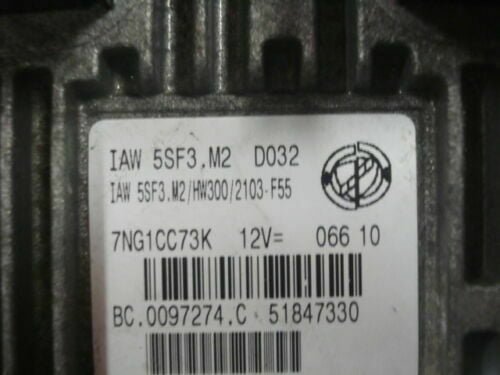 IAW 5SF3.M2 D032
IAW 5SF3.M2/HW300/2103-F55
7NG1CC73K 12V= 066 10
BC.0097274.C 51847330